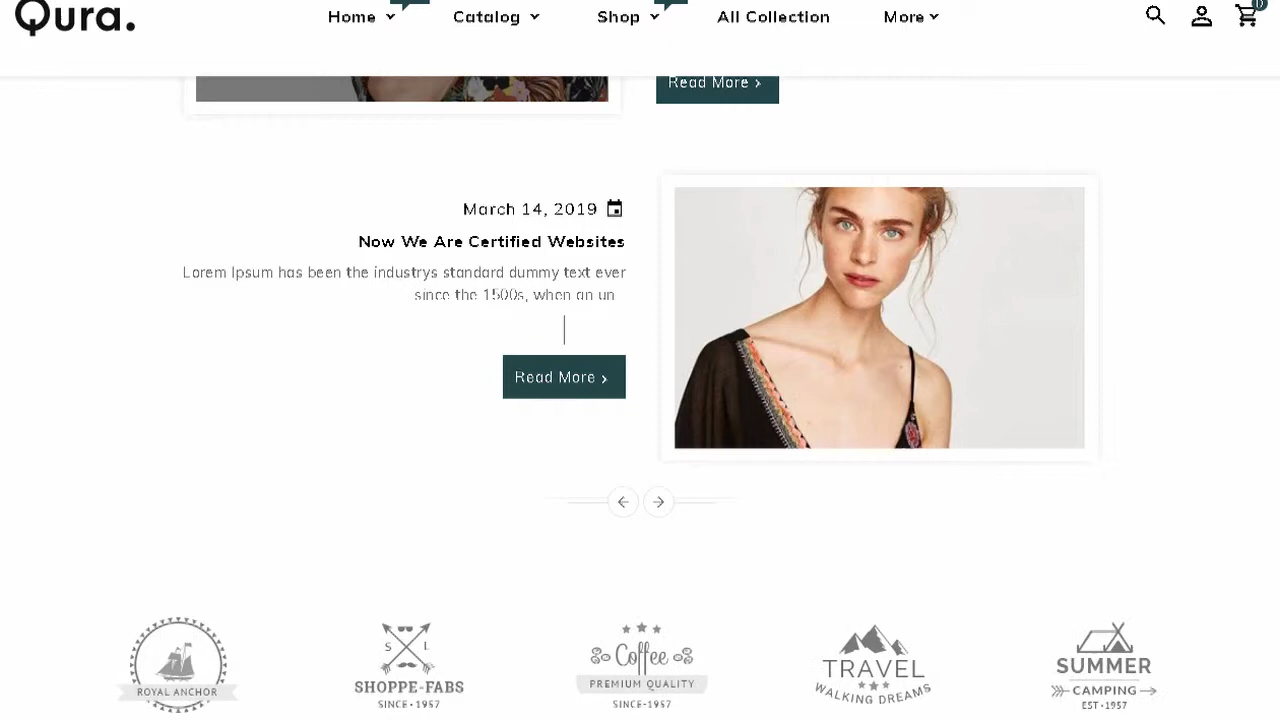 Qura.
Home
Catalog
Shop
All Collection
More
0
Read More
March 14, 2019
Now We Are Certified Websites
Lorem Ipsum has been the industrys standard dummy text ever
since the 1500s, when an un
Read More
ROYAL ANCHOR
S L
SHOPPE-FABS
SINCE • 1957
Coffee
PREMIUM QUALITY
SINCE-1957
TRAVEL
WALKING DREAMS
SUMMER
CAMPING
EST • 1957